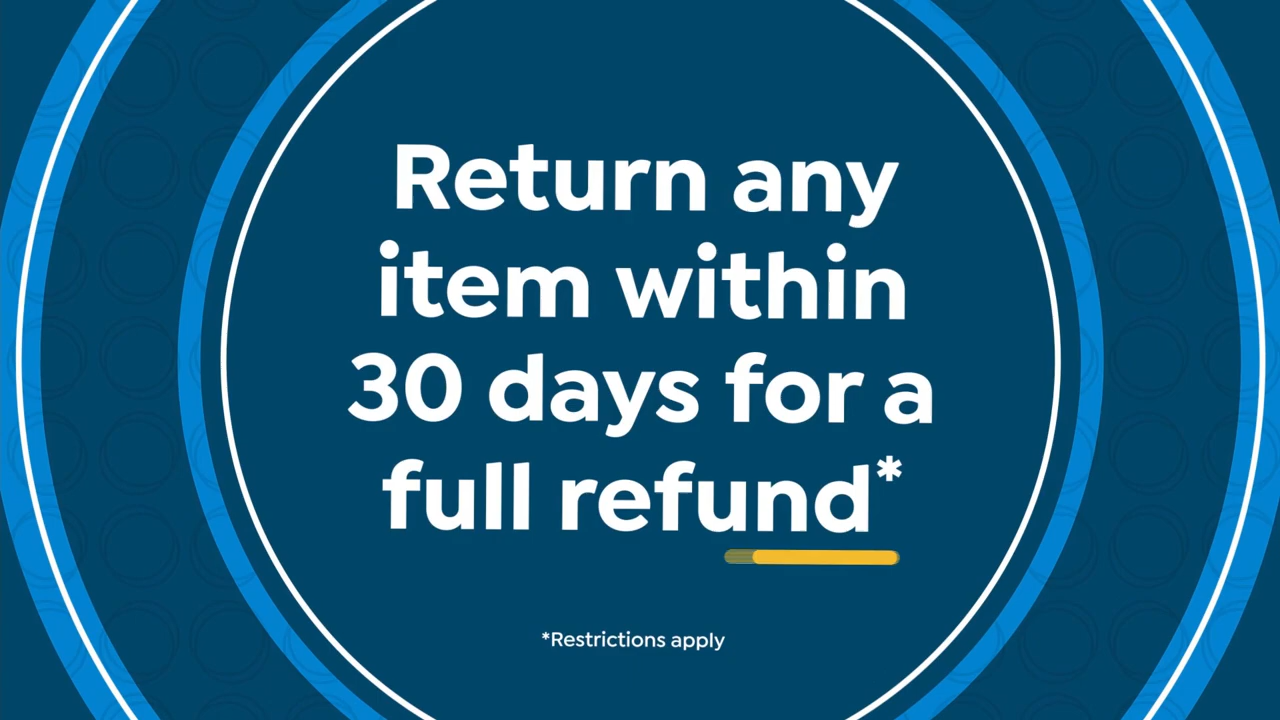 Return any
item within
30 days for a
full refund*
*Restrictions apply